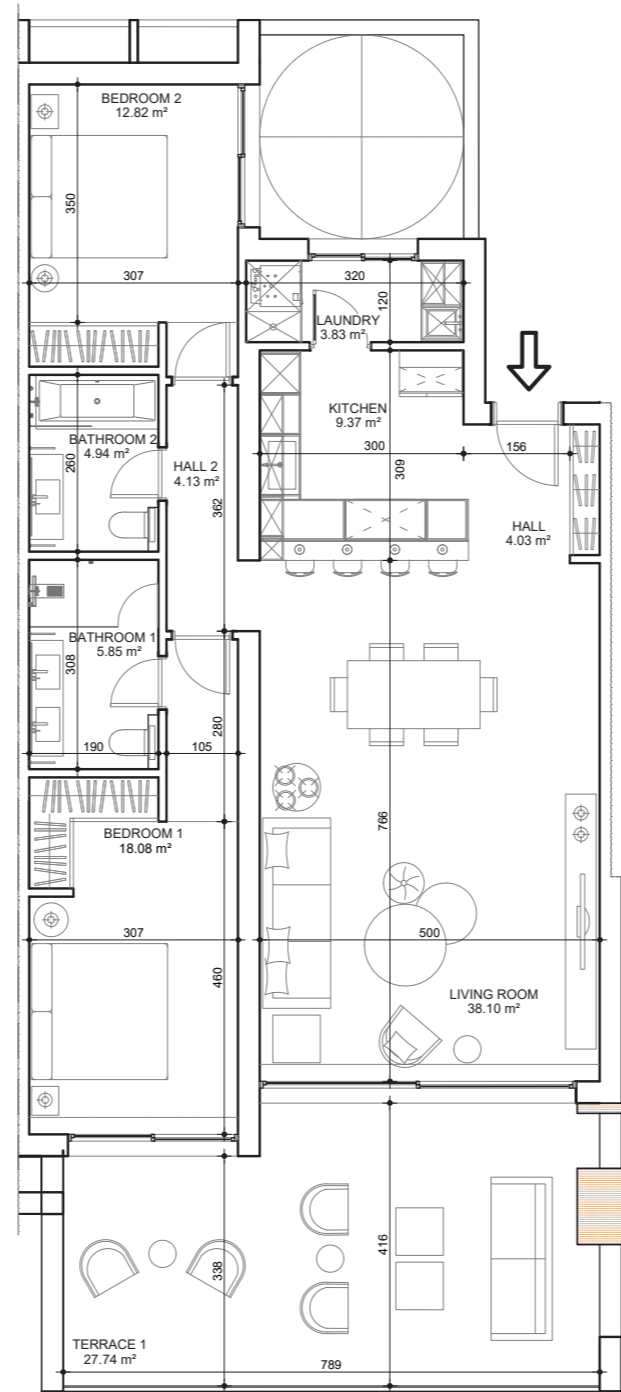 BEDROOM 2
12.82 m²
350
307
320
120
LAUNDRY
3.83 m²
KITCHEN
9.37 m²
300
156
309
BATHROOM 2
4.94 m²
260
HALL 2
4.13 m²
362
HALL
4.03 m²
BATHROOM 1
5.85 m²
308
280
190
105
766
BEDROOM 1
18.08 m²
307
500
460
LIVING ROOM
38.10 m²
416
338
TERRACE 1
27.74 m²
789